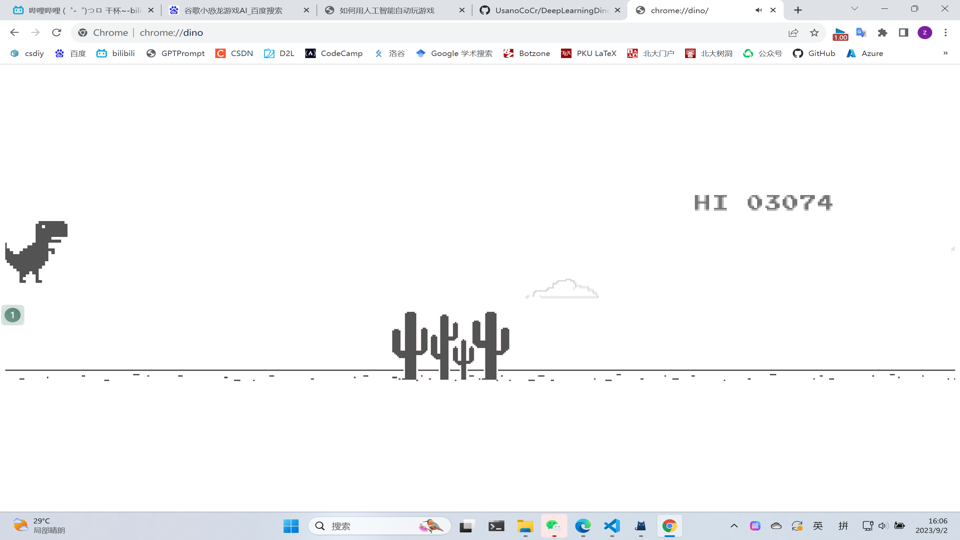 哔哩哔哩 (゜-゜)つロ 干杯~-bili
谷歌小恐龙游戏AI_百度搜索
如何用人工智能自动玩游戏
UsanoCoCr/DeepLearningDin
chrome://dino/
Chrome | chrome://dino
1.00
z
csdiy
百度
bilibili
GPTPrompt
CSDN
D2L
CodeCamp
洛谷
Google 学术搜索
Botzone
PKU LaTeX
北大门户
北大树洞
公众号
GitHub
Azure
»
HI 03074
1
29°C
局部晴朗
搜索
英
拼
16:06
2023/9/2